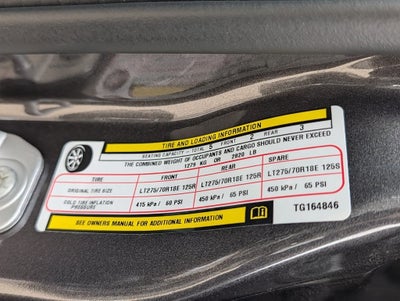 TIRE AND LOADING INFORMATION
SEATING CAPACITY - TOTAL 5 FRONT 2 REAR 3
THE COMBINED WEIGHT OF OCCUPANTS AND CARGO SHOULD NEVER EXCEED
1279 KG OR 2820 LB
TIRE FRONT REAR SPARE
ORIGINAL TIRE SIZE LT275/70R18E 125R LT275/70R18E 125R LT275/70R18E 125S
COLD TIRE INFLATION PRESSURE 415 kPa / 60 PSI 450 kPa / 65 PSI 450 kPa / 65 PSI
SEE OWNERS MANUAL FOR ADDITIONAL INFORMATION
TG164846